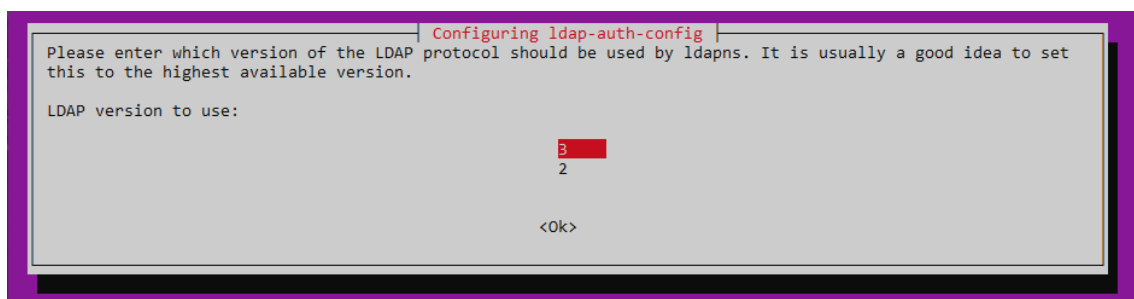 Configuring ldap-auth-config
Please enter which version of the LDAP protocol should be used by ldapns. It is usually a good idea to set
this to the highest available version.
LDAP version to use:
3
2
<Ok>